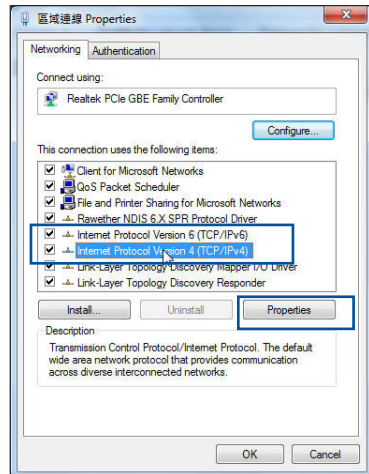 區域連線 Properties
Networking Authentication
Connect using:
Realtek PCIe GBE Family Controller
Configure...
This connection uses the following items:
Client for Microsoft Networks
QoS Packet Scheduler
File and Printer Sharing for Microsoft Networks
Rawether NDIS 6.X SPR Protocol Driver
Internet Protocol Version 6 (TCP/IPv6)
Internet Protocol Version 4 (TCP/IPv4)
Link-Layer Topology Discovery Mapper I/O Driver
Link-Layer Topology Discovery Responder
Install... Uninstall Properties
Description
Transmission Control Protocol/Internet Protocol. The default
wide area network protocol that provides communication
across diverse interconnected networks.
OK Cancel